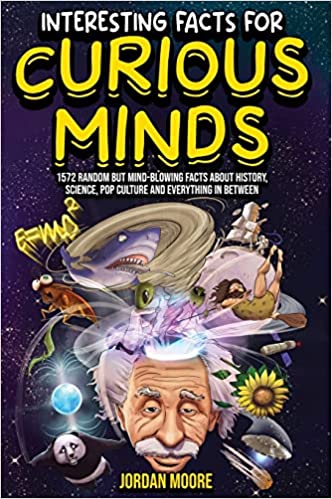 INTERESTING FACTS FOR
CURIOUS
MINDS
1572 RANDOM BUT MIND-BLOWING FACTS ABOUT HISTORY,
SCIENCE, POP CULTURE AND EVERYTHING IN BETWEEN
E=mc²
JORDAN MOORE